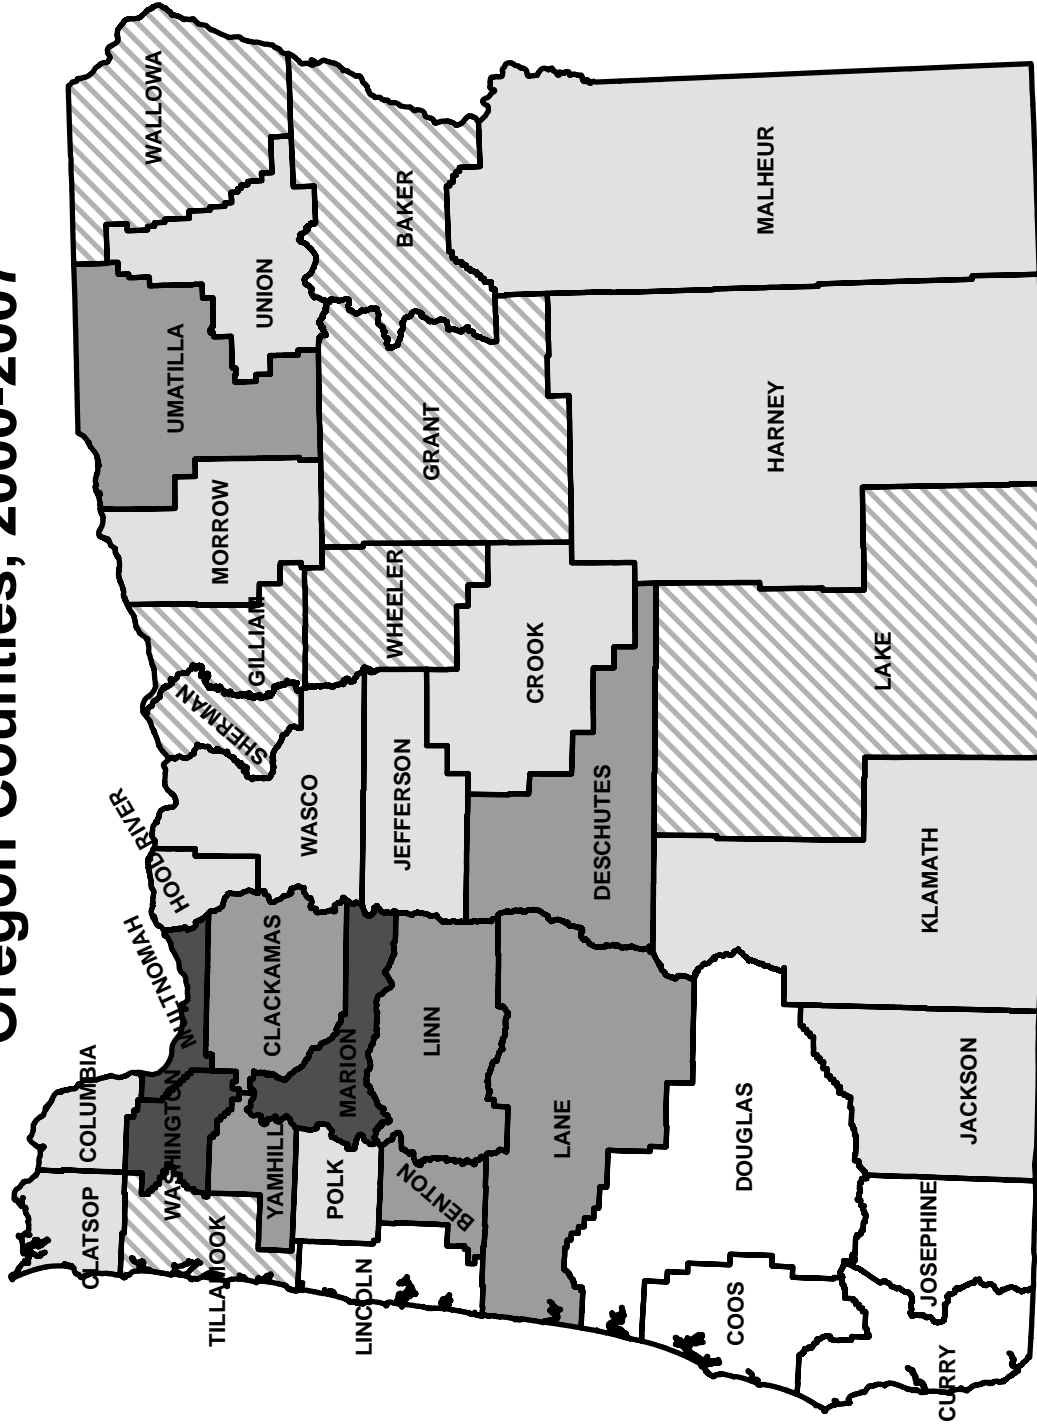 Oregon Counties, 2000-2007
CLATSOP
COLUMBIA
MULTNOMAH
HOOD RIVER
WALLOWA
WASHINGTON
UMATILLA
TILLAMOOK
SHERMAN
MORROW
GILLIAM
UNION
YAMHILL
CLACKAMAS
WASCO
POLK
MARION
LINCOLN
WHEELER
JEFFERSON
BAKER
BENTON
LINN
GRANT
CROOK
LANE
DESCHUTES
COOS
DOUGLAS
MALHEUR
HARNEY
LAKE
JOSEPHINE
KLAMATH
CURRY
JACKSON